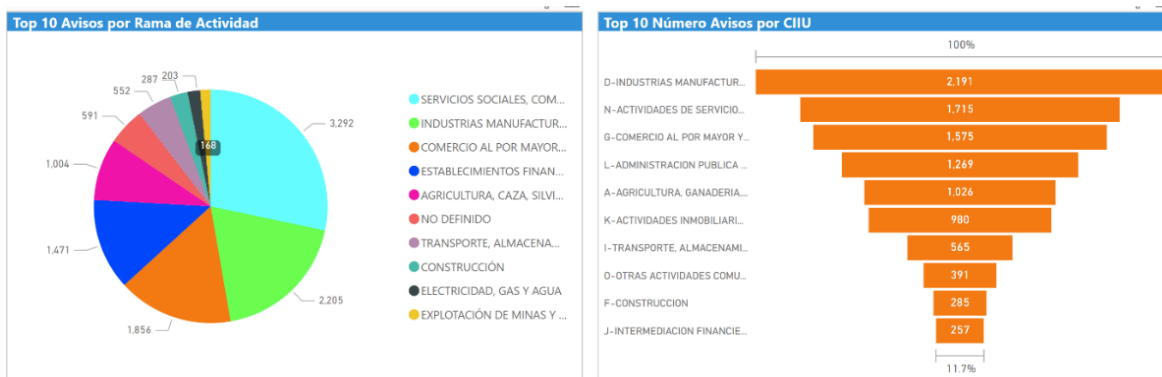 Top 10 Avisos por Rama de Actividad
203
287
552
591
1.004
1,471
1,856
2,205
3,292
168
SERVICIOS SOCIALES, COM...
INDUSTRIAS MANUFACTUR...
COMERCIO AL POR MAYOR...
ESTABLECIMIENTOS FINAN...
AGRICULTURA, CAZA, SILVI...
NO DEFINIDO
TRANSPORTE, ALMACENA...
CONSTRUCCIÓN
ELECTRICIDAD, GAS Y AGUA
EXPLOTACIÓN DE MINAS Y ...
Top 10 Número Avisos por CIIU
100%
D-INDUSTRIAS MANUFACTUR... 2,191
N-ACTIVIDADES DE SERVICIO... 1,715
G-COMERCIO AL POR MAYOR Y... 1,575
L-ADMINISTRACION PUBLICA ... 1,269
A-AGRICULTURA, GANADERIA,... 1,026
K-ACTIVIDADES INMOBILIARI... 980
I-TRANSPORTE, ALMACENAMI... 565
O-OTRAS ACTIVIDADES COMU... 391
F-CONSTRUCCION 285
J-INTERMEDIACION FINANCIE... 257
11.7%